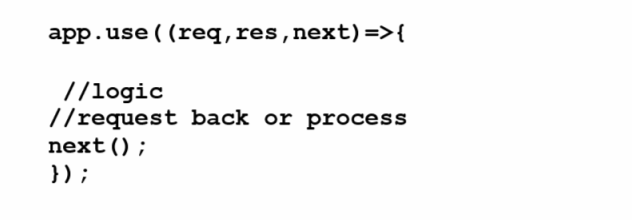 app.use((req,res,next)=>{
//logic
//request back or process
next();
});